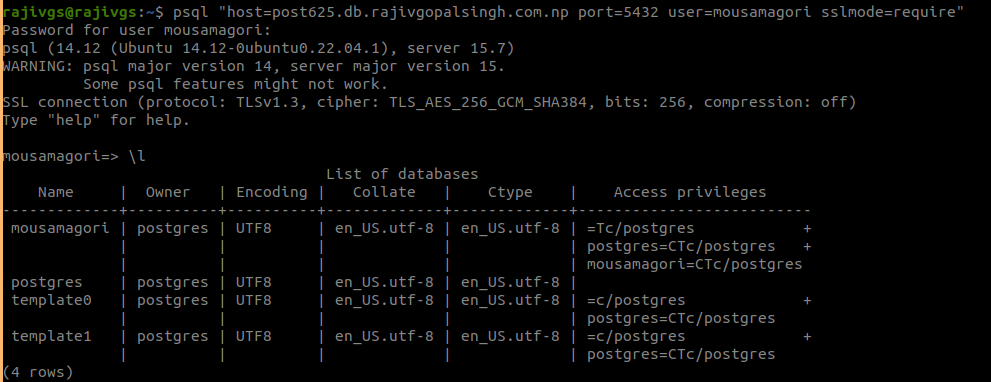 rajivgs@rajivgs:~$ psql "host=post625.db.rajivgopalsingh.com.np port=5432 user=mousamagori sslmode=require"
Password for user mousamagori:
psql (14.12 (Ubuntu 14.12-0ubuntu0.22.04.1), server 15.7)
WARNING: psql major version 14, server major version 15.
         Some psql features might not work.
SSL connection (protocol: TLSv1.3, cipher: TLS_AES_256_GCM_SHA384, bits: 256, compression: off)
Type "help" for help.

mousamagori=> \l
                                    List of databases
    Name     |  Owner   | Encoding |   Collate   |    Ctype    |    Access privileges
-------------+----------+----------+-------------+-------------+--------------------------
 mousamagori | postgres | UTF8     | en_US.utf-8 | en_US.utf-8 | =Tc/postgres            +
             |          |          |             |             | postgres=CTc/postgres   +
             |          |          |             |             | mousamagori=CTc/postgres
 postgres    | postgres | UTF8     | en_US.utf-8 | en_US.utf-8 |
 template0   | postgres | UTF8     | en_US.utf-8 | en_US.utf-8 | =c/postgres             +
             |          |          |             |             | postgres=CTc/postgres
 template1   | postgres | UTF8     | en_US.utf-8 | en_US.utf-8 | =c/postgres             +
             |          |          |             |             | postgres=CTc/postgres
(4 rows)